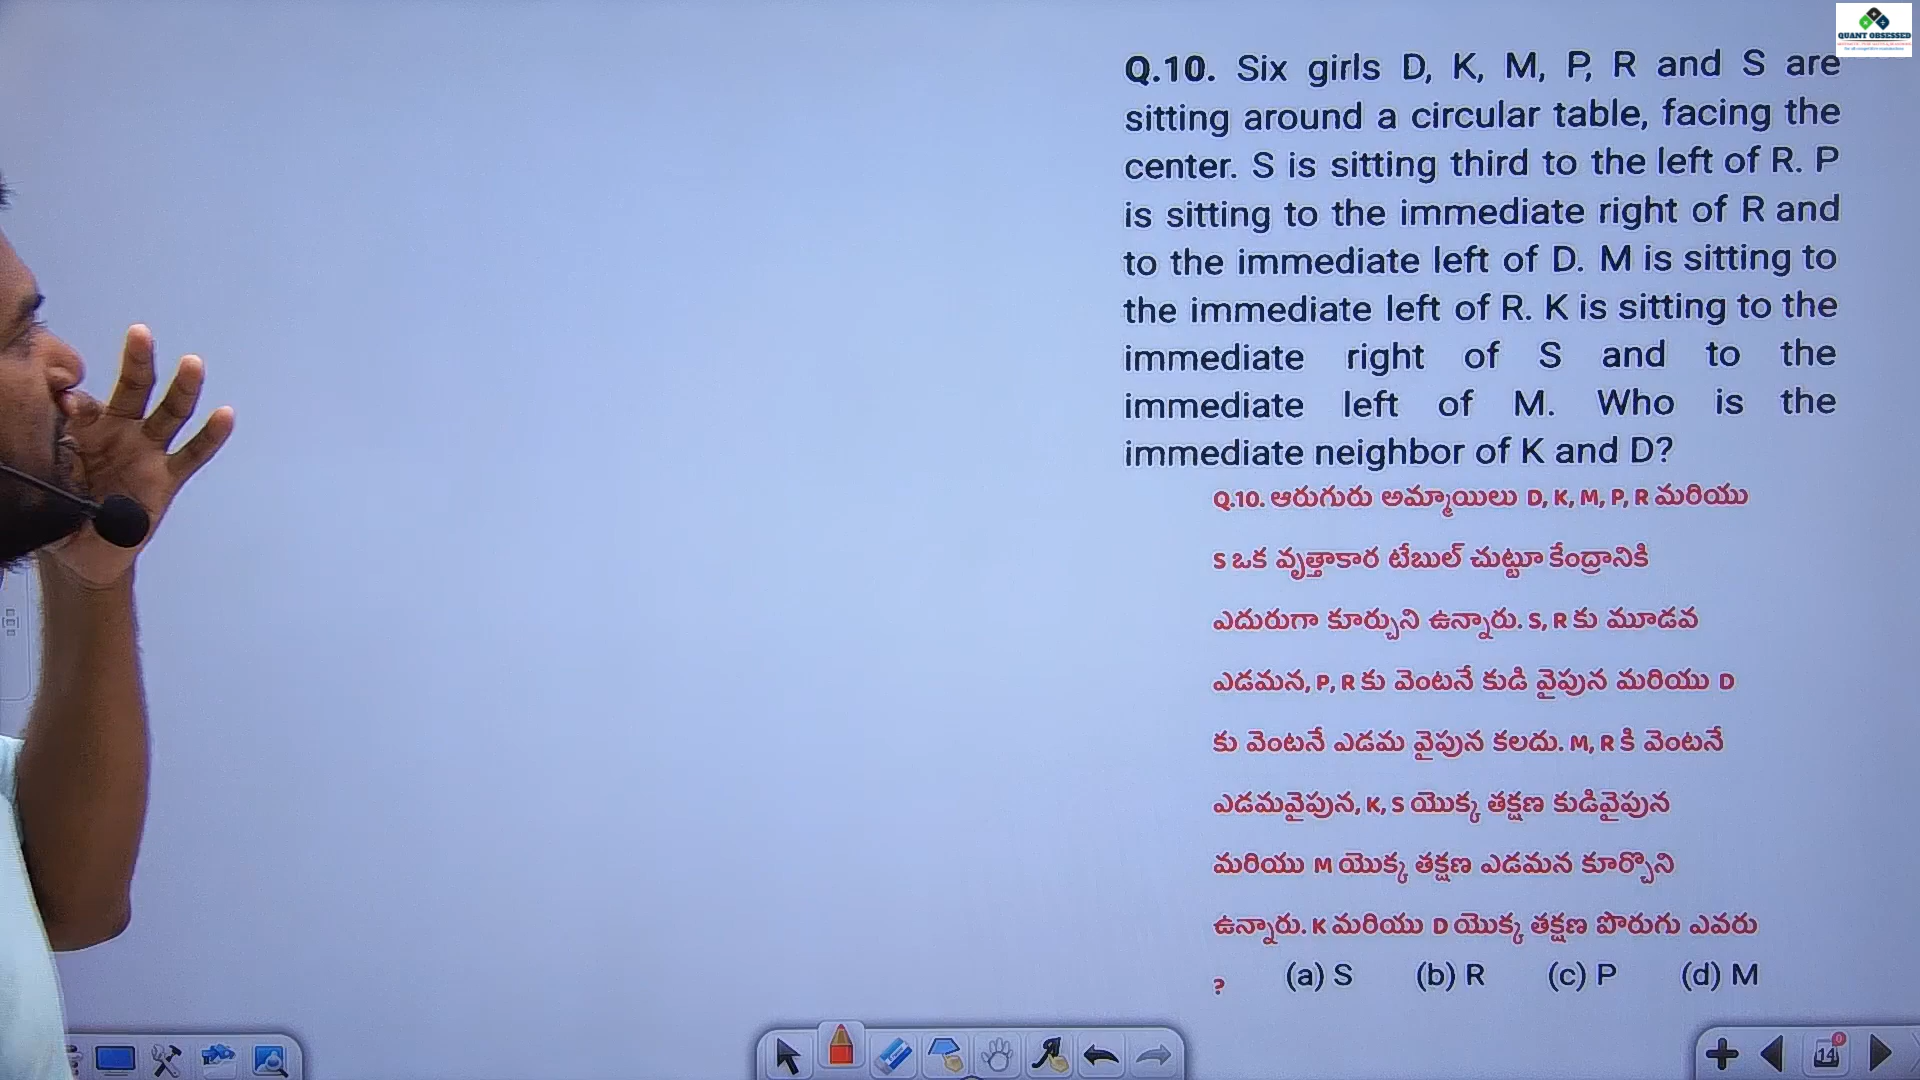 QUANT OBSESSED
Q.10. Six girls D, K, M, P, R and S are
sitting around a circular table, facing the
center. S is sitting third to the left of R. P
is sitting to the immediate right of R and
to the immediate left of D. M is sitting to
the immediate left of R. K is sitting to the
immediate right of S and to the
immediate left of M. Who is the
immediate neighbor of K and D?
Q.10. ఆరుగురు అమ్మాయిలు D, K, M, P, R మరియు
S ఒక వృత్తాకార టేబుల్ చుట్టూ కేంద్రానికి
ఎదురుగా కూర్చుని ఉన్నారు. S, R కు మూడవ
ఎడమన, P, R కు వెంటనే కుడి వైపున మరియు D
కు వెంటనే ఎడమ వైపున కలదు. M, R కి వెంటనే
ఎడమవైపున, K, S యొక్క తక్షణ కుడివైపున
మరియు M యొక్క తక్షణ ఎడమన కూర్చొని
ఉన్నారు. K మరియు D యొక్క తక్షణ పొరుగు ఎవరు
?
(a) S (b) R (c) P (d) M
14
0